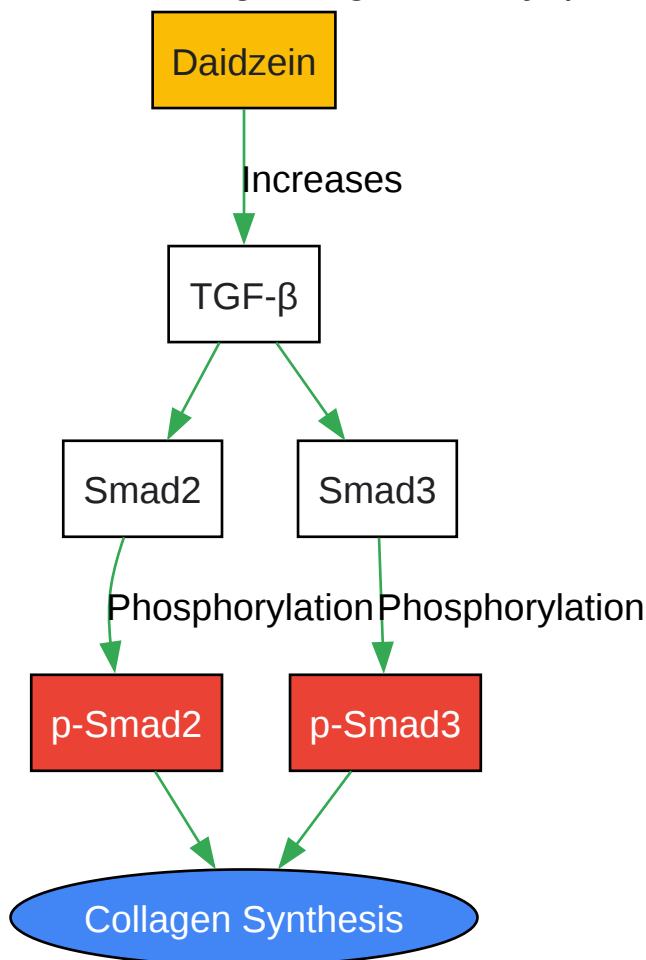 Daidzein
Increases
TGF-β
Smad2
Smad3
Phosphorylation
Phosphorylation
p-Smad2
p-Smad3
Collagen Synthesis